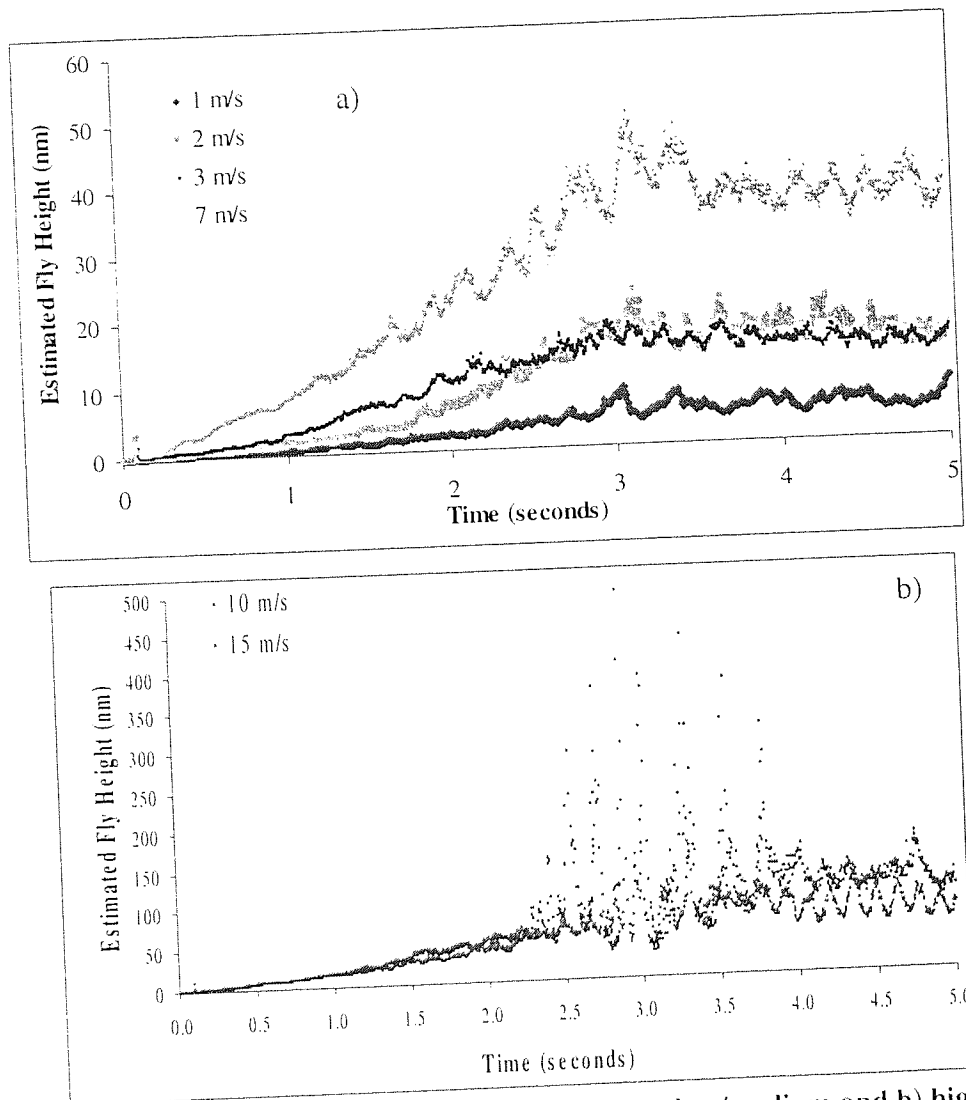 60
50
40
30
20
10
0
Estimated Fly Height (nm)
1 m/s
2 m/s
3 m/s
7 m/s
a)
0 1 2 3 4 5
Time (seconds)
b)
10 m/s
15 m/s
500
450
400
350
300
250
200
150
100
50
0
Estimated Fly Height (nm)
0.0 0.5 1.0 1.5 2.0 2.5 3.0 3.5 4.0 4.5 5.0
Time (seconds)
and b)